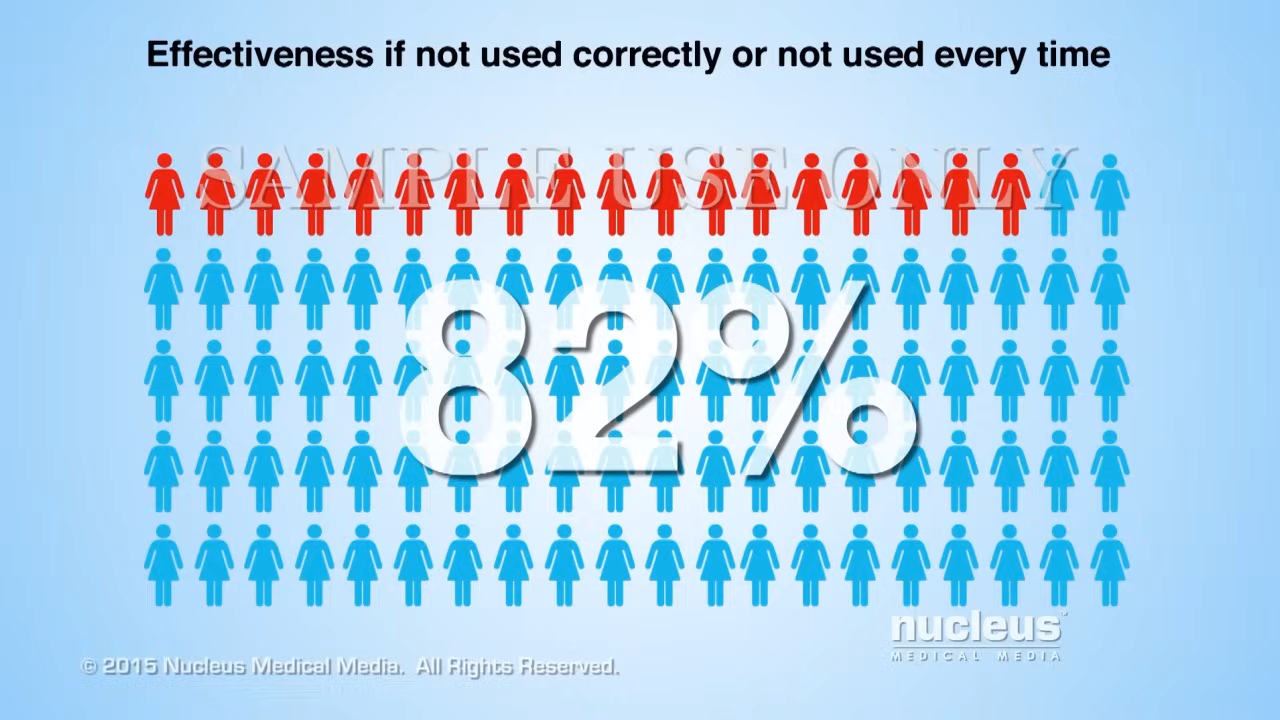 Effectiveness if not used correctly or not used every time
SAMPLE USE ONLY
82%
nucleus
MEDICAL MEDIA
© 2015 Nucleus Medical Media. All Rights Reserved.